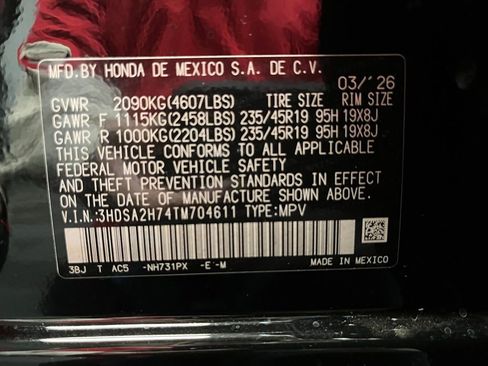 MFD. BY HONDA DE MEXICO S.A. DE C.V.
03/'26
GVWR 2090KG(4607LBS) TIRE SIZE RIM SIZE
GAWR F 1115KG(2458LBS) 235/45R19 95H 19X8J
GAWR R 1000KG(2204LBS) 235/45R19 95H 19X8J
THIS VEHICLE CONFORMS TO ALL APPLICABLE
FEDERAL MOTOR VEHICLE SAFETY
AND THEFT PREVENTION STANDARDS IN EFFECT
ON THE DATE OF MANUFACTURE SHOWN ABOVE.
V.I.N.:3HDSA2H74TM704611 TYPE:MPV
3BJ T AC5 -NH731PX -E-M MADE IN MEXICO